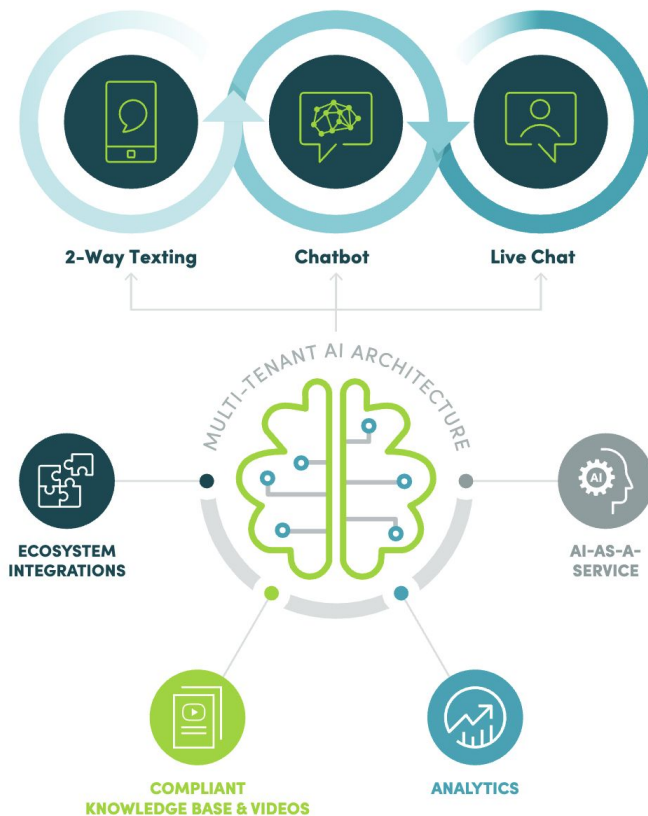 2-Way Texting
Chatbot
Live Chat
MULTI-TENANT AI ARCHITECTURE
ECOSYSTEM
INTEGRATIONS
AI
AI-AS-A-
SERVICE
COMPLIANT
KNOWLEDGE BASE & VIDEOS
ANALYTICS